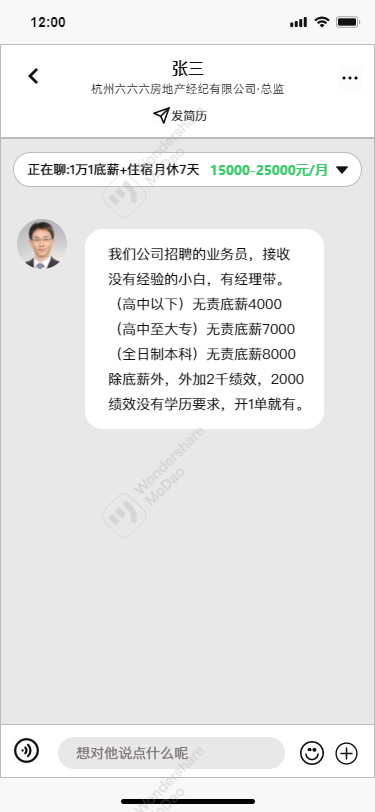 12:00
张三
杭州六六六房地产经纪有限公司·总监
发简历
正在聊:1万1底薪+住宿月休7天 15000-25000元/月
我们公司招聘的业务员，接收
没有经验的小白，有经理带。
（高中以下）无责底薪4000
（高中至大专）无责底薪7000
（全日制本科）无责底薪8000
除底薪外，外加2千绩效，2000
绩效没有学历要求，开1单就有。
想对他说点什么呢
Wondershare
MoDao
Wondershare
MoDao
Wondershare
MoDao